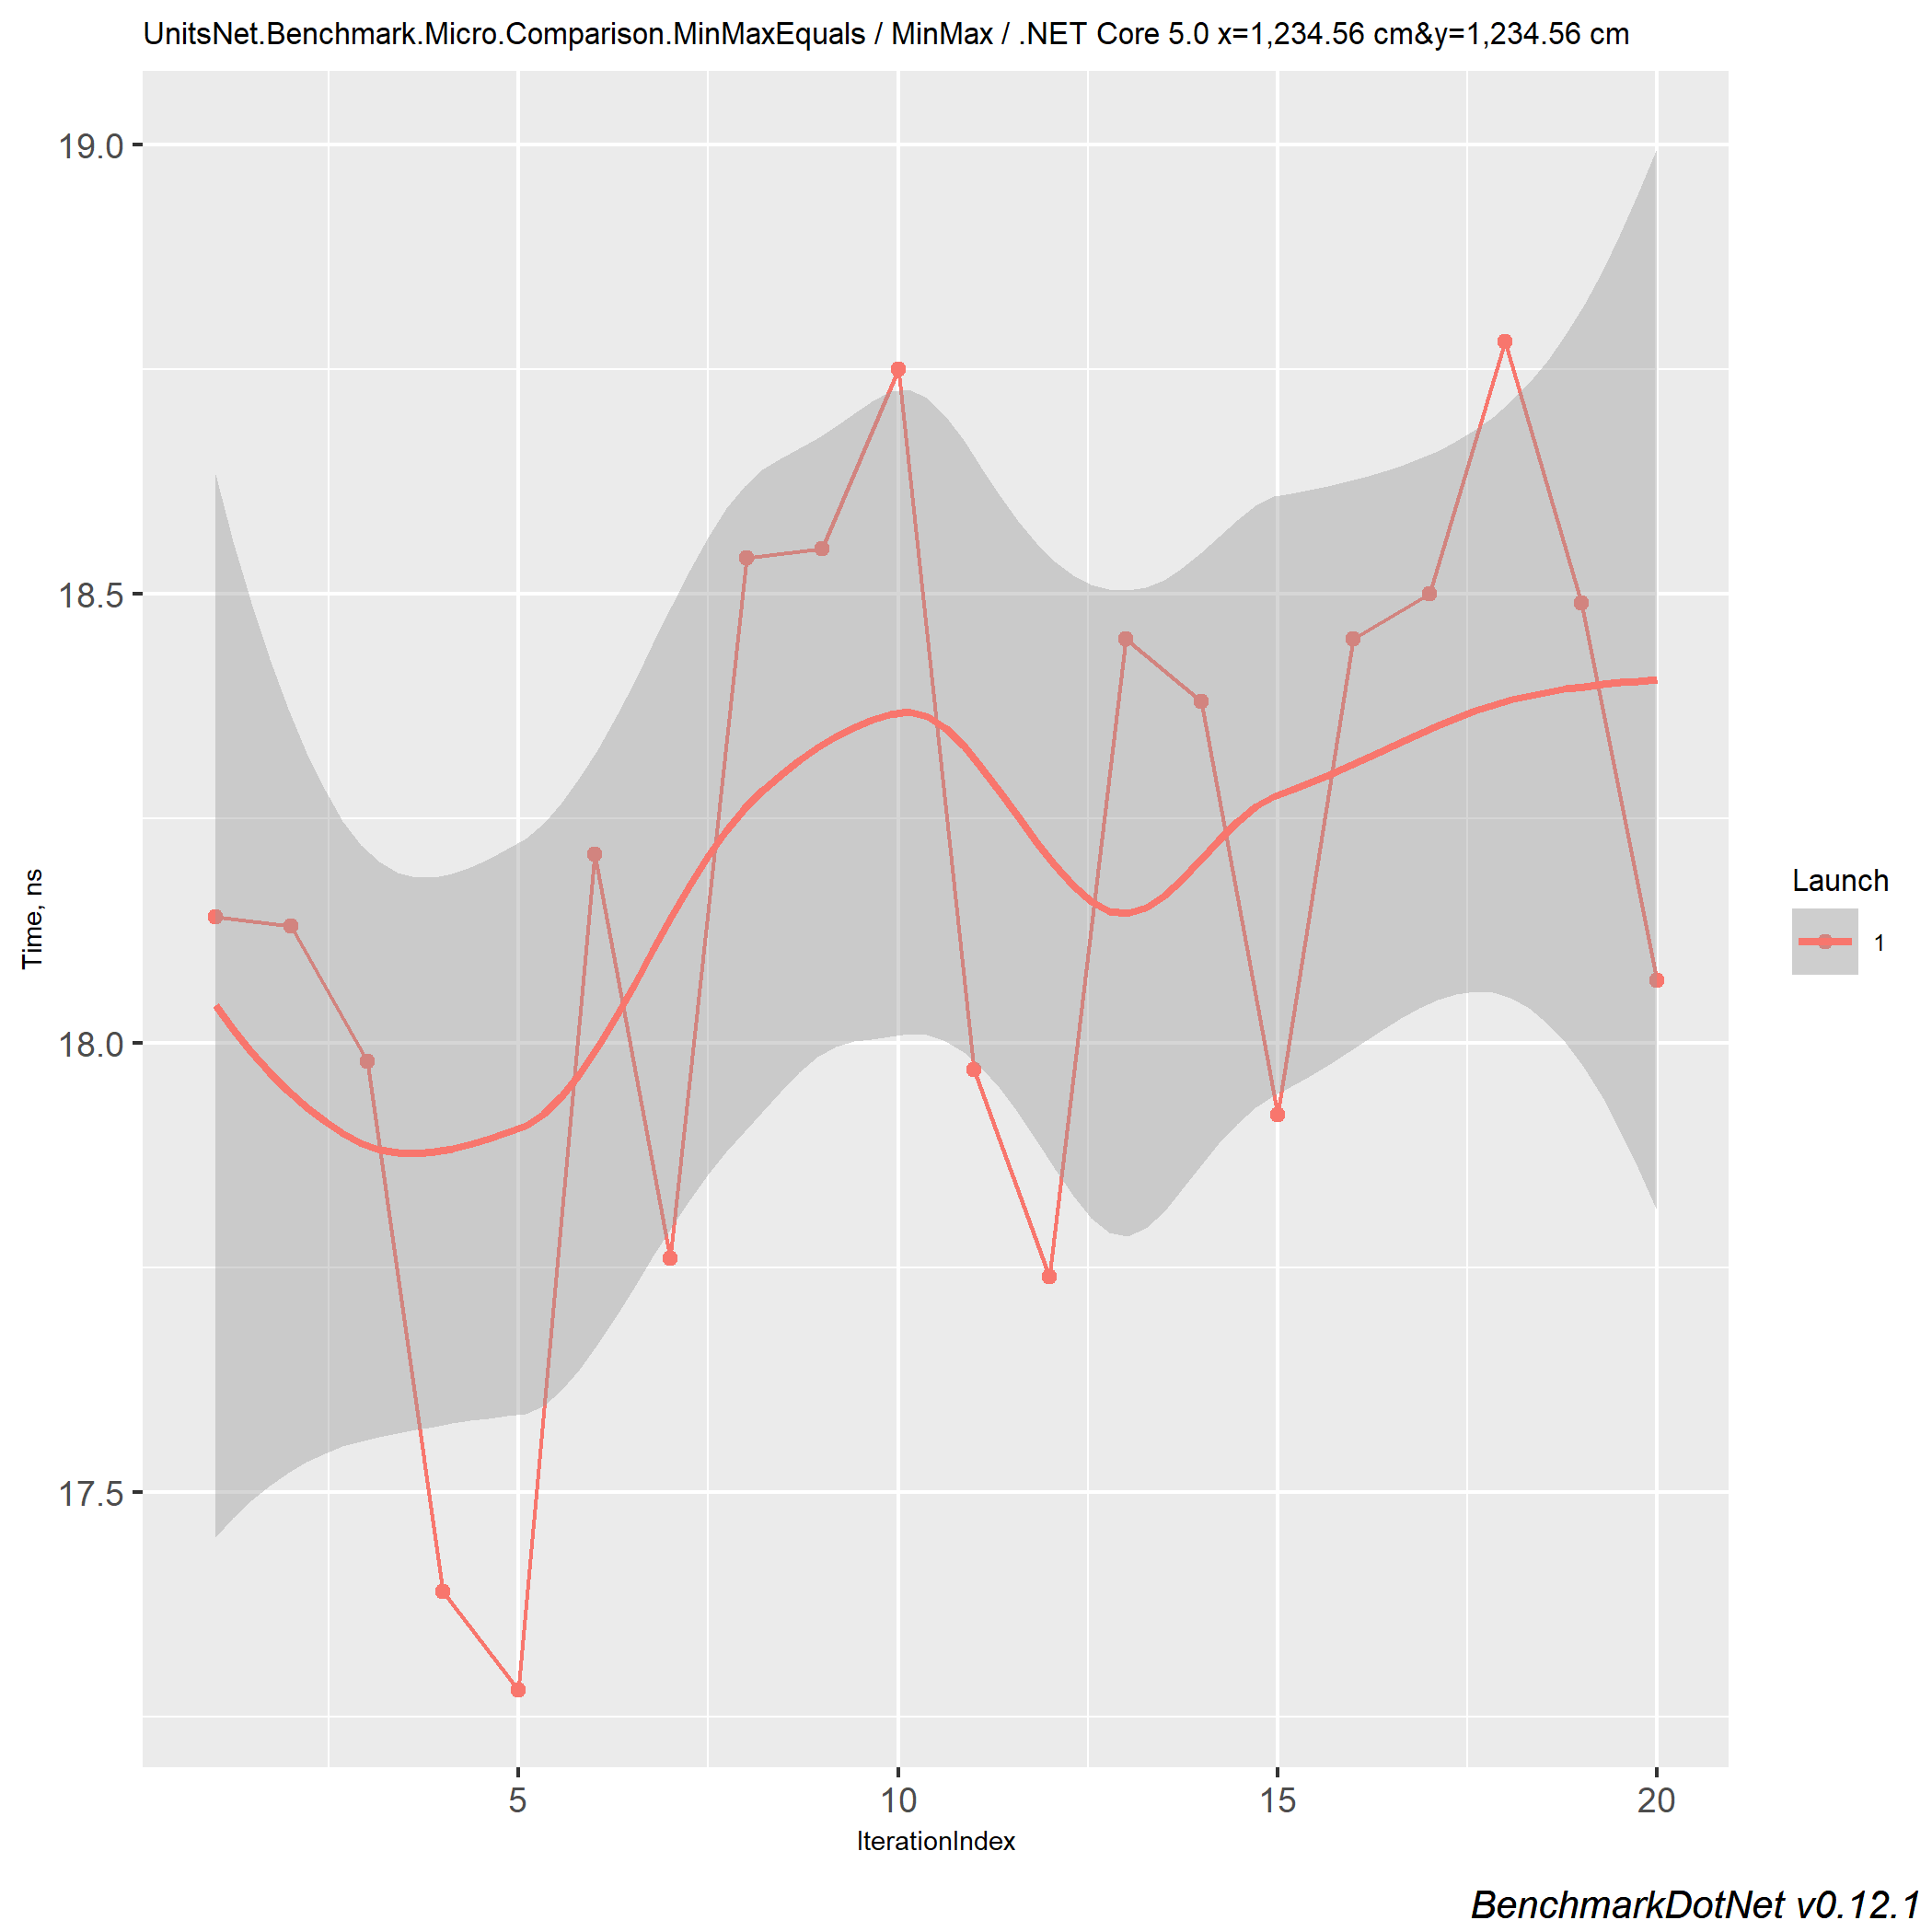 UnitsNet.Benchmark.Micro.Comparison.MinMaxEquals / MinMax / .NET Core 5.0 x=1,234.56 cm&y=1,234.56 cm
19.0
18.5
18.0
17.5
Time, ns
5 10 15 20
IterationIndex
Launch
1
BenchmarkDotNet v0.12.1